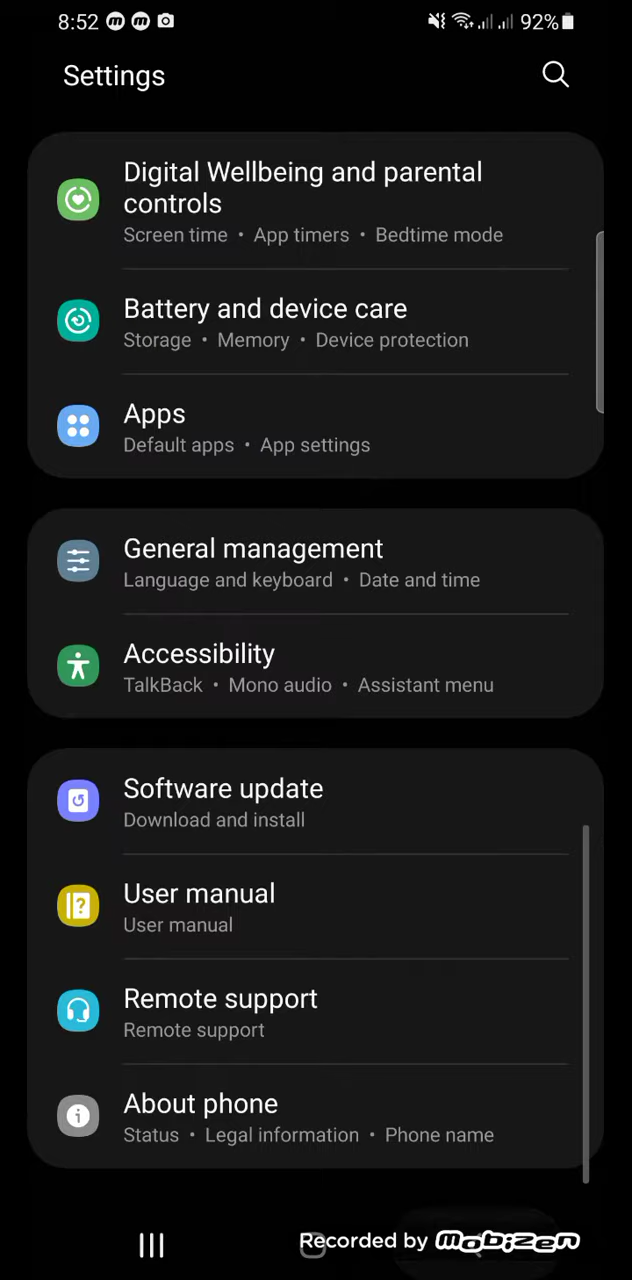 8:52 m m 92%
Settings
Digital Wellbeing and parental
controls
Screen time • App timers • Bedtime mode
Battery and device care
Storage • Memory • Device protection
Apps
Default apps • App settings
General management
Language and keyboard • Date and time
Accessibility
TalkBack • Mono audio • Assistant menu
Software update
Download and install
User manual
User manual
Remote support
Remote support
About phone
Status • Legal information • Phone name
Recorded by mobizen